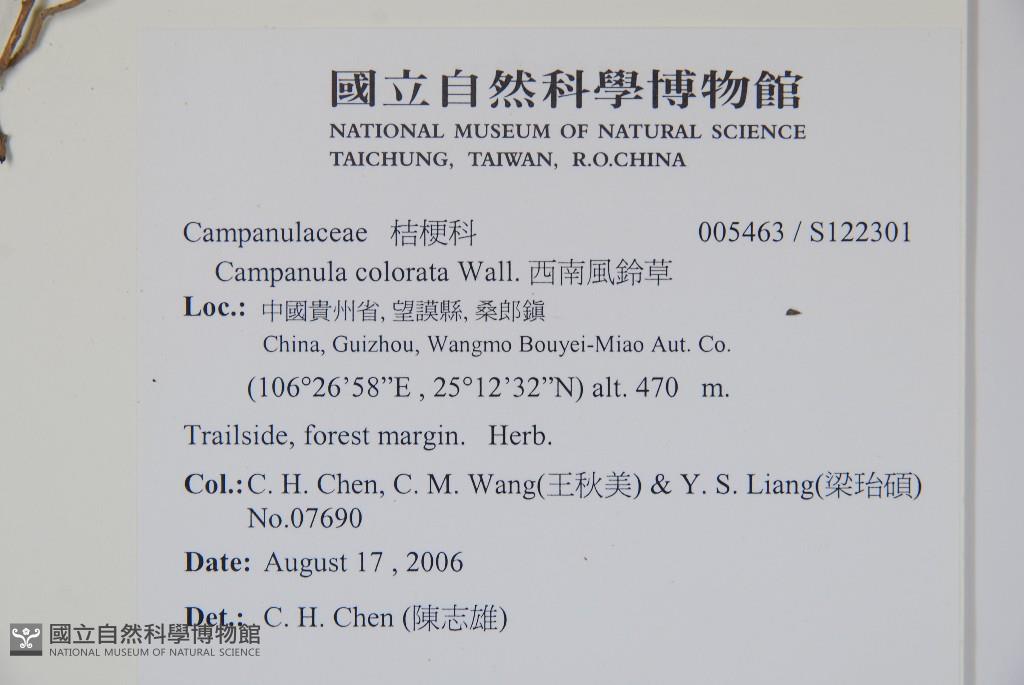 國立自然科學博物館
NATIONAL MUSEUM OF NATURAL SCIENCE
TAICHUNG, TAIWAN, R.O.CHINA
Campanulaceae 桔梗科 005463 / S122301
Campanula colorata Wall. 西南風鈴草
Loc.: 中國貴州省, 望謨縣, 桑郎鎮
China, Guizhou, Wangmo Bouyei-Miao Aut. Co.
(106°26’58”E , 25°12’32”N) alt. 470 m.
Trailside, forest margin. Herb.
Col.: C. H. Chen, C. M. Wang(王秋美) & Y. S. Liang(梁珆碩)
No.07690
Date: August 17 , 2006
Det.: C. H. Chen (陳志雄)
國立自然科學博物館
NATIONAL MUSEUM OF NATURAL SCIENCE